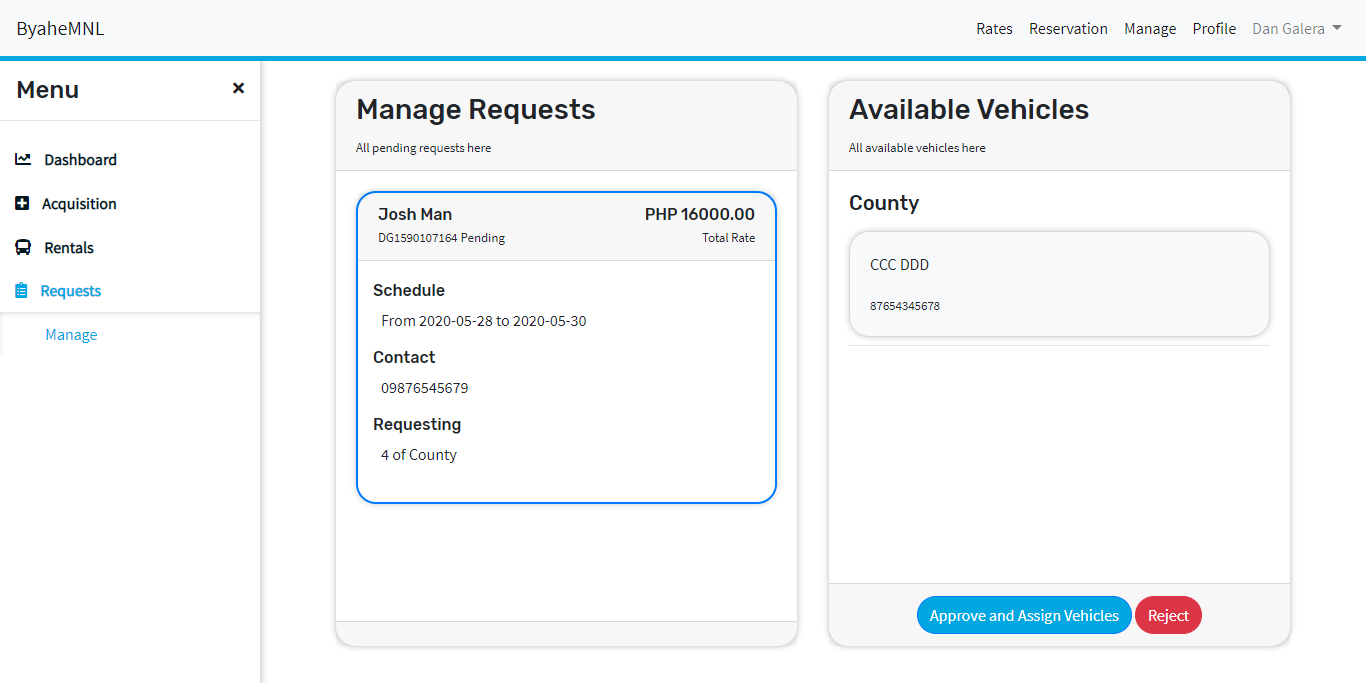 ByaheMNL
Rates Reservation Manage Profile Dan Galera
Menu
Dashboard
Acquisition
Rentals
Requests
Manage
Manage Requests
All pending requests here
Josh Man PHP 16000.00
DG1590107164 Pending Total Rate
Schedule
From 2020-05-28 to 2020-05-30
Contact
09876545679
Requesting
4 of County
Available Vehicles
All available vehicles here
County
CCC DDD
87654345678
Approve and Assign Vehicles Reject